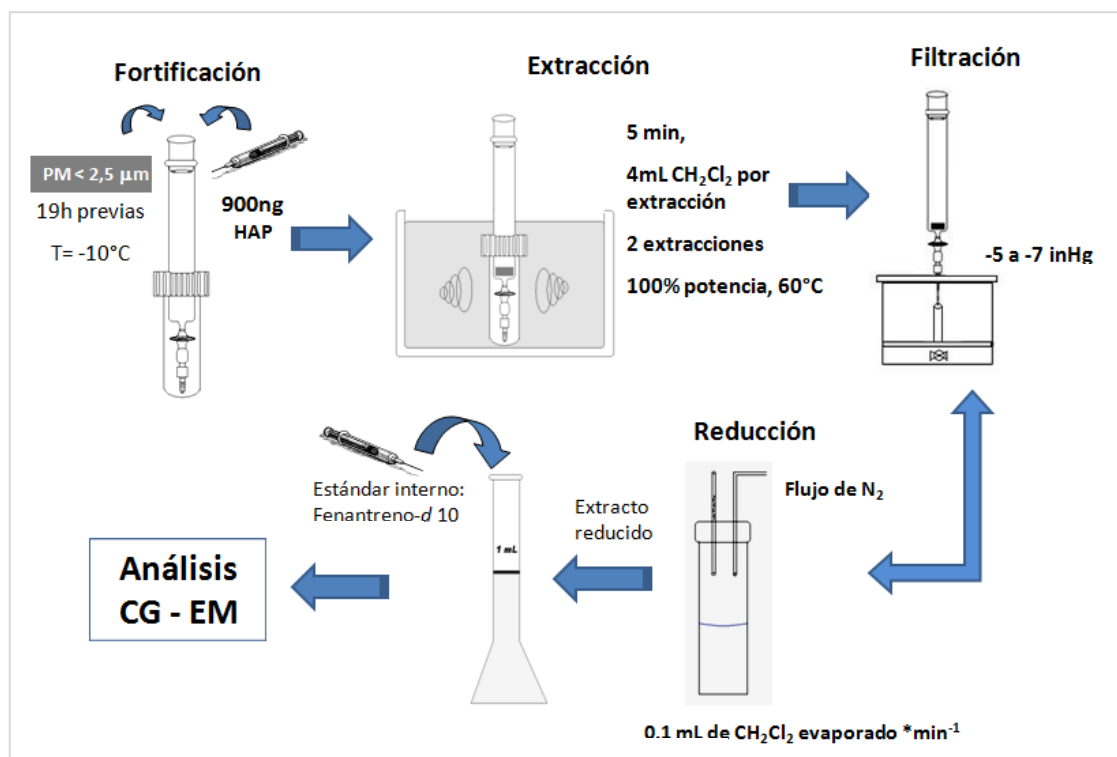 Fortificación
PM < 2,5 μm
19h previas
T= -10°C
900ng
HAP
Extracción
5 min,
4mL CH₂Cl₂ por
extracción
2 extracciones
100% potencia, 60°C
Filtración
-5 a -7 inHg
Reducción
Flujo de N₂
0.1 mL de CH₂Cl₂ evaporado *min⁻¹
Extracto
reducido
Estándar interno:
Fenantreno-d 10
1 mL
Análisis
CG - EM